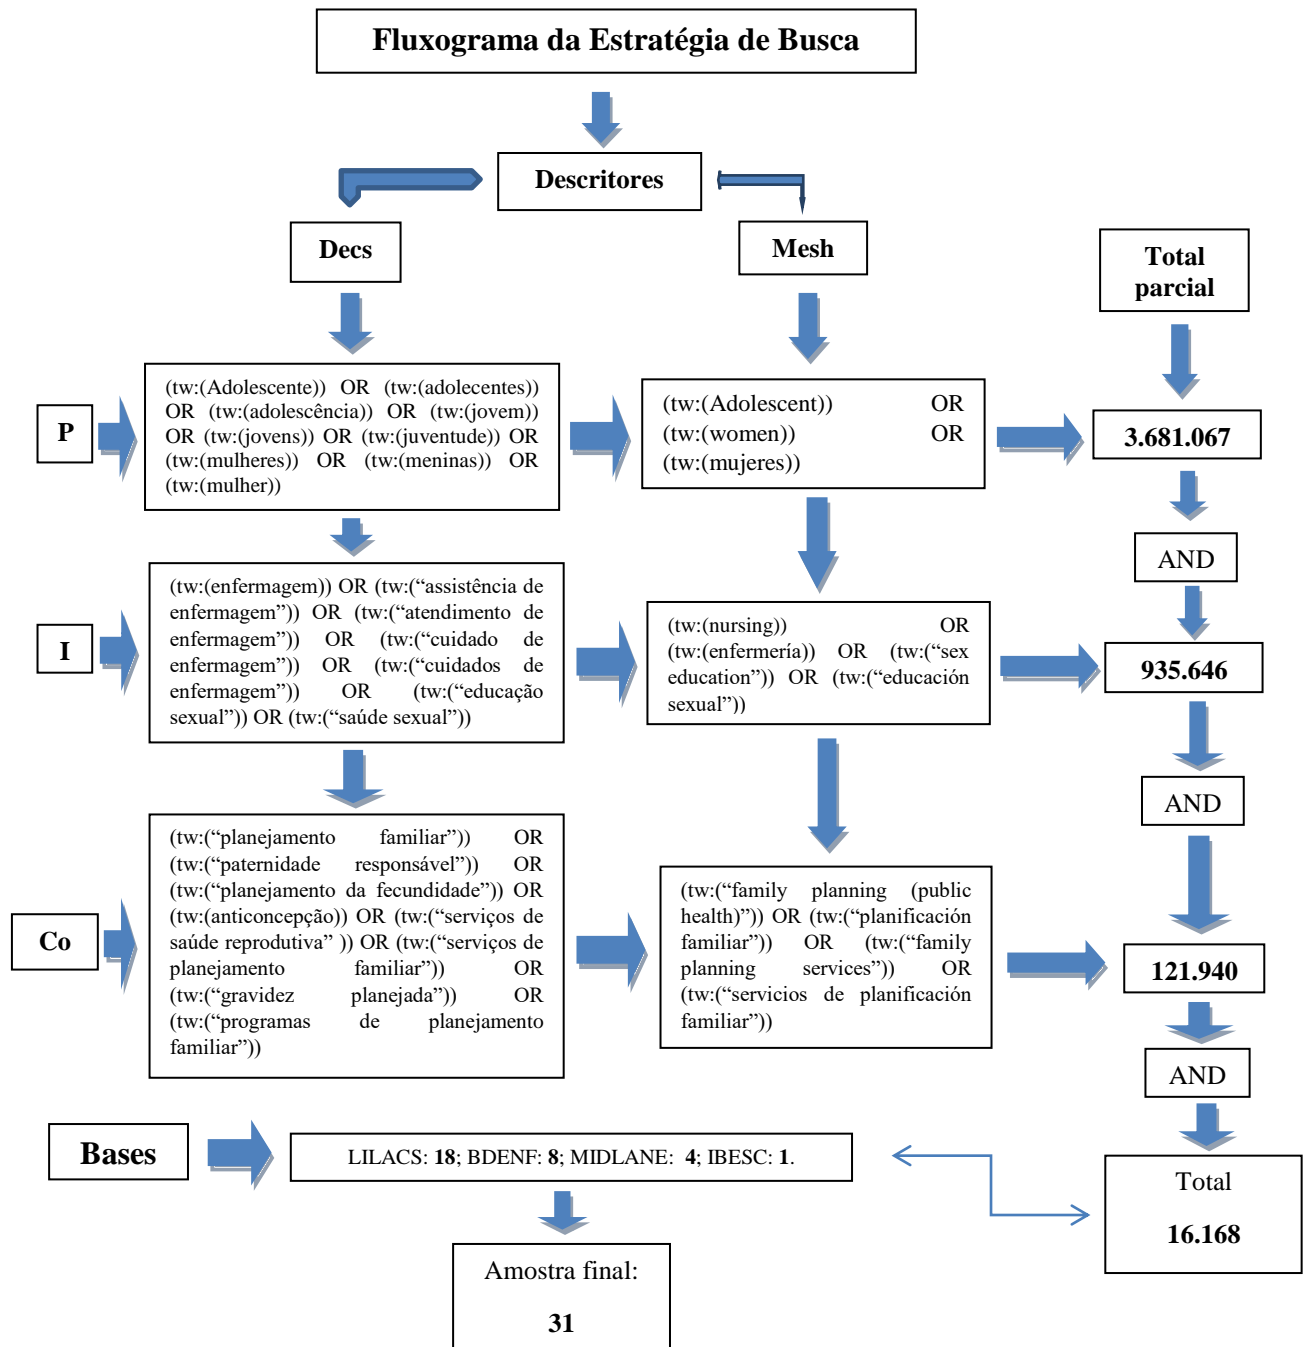 Fluxograma da Estratégia de Busca
Descritores
Decs
Mesh
Total
parcial
P
(tw:(Adolescente)) OR (tw:(adolecentes))
OR (tw:(adolescência)) OR (tw:(jovem))
OR (tw:(jovens)) OR (tw:(juventude)) OR
(tw:(mulheres)) OR (tw:(meninas)) OR
(tw:(mulher))
(tw:(Adolescent)) OR
(tw:(women)) OR
(tw:(mujeres))
3.681.067
AND
I
(tw:(enfermagem)) OR (tw:(“assistência de
enfermagem”)) OR (tw:(“atendimento de
enfermagem”)) OR (tw:(“cuidado de
enfermagem”)) OR (tw:(“cuidados de
enfermagem”)) OR (tw:(“educação
sexual”)) OR (tw:(“saúde sexual”))
(tw:(nursing)) OR
(tw:(enfermería)) OR (tw:(“sex
education”)) OR (tw:(“educación
sexual”))
935.646
AND
Co
(tw:(“planejamento familiar”)) OR
(tw:(“paternidade responsável”)) OR
(tw:(“planejamento da fecundidade”)) OR
(tw:(anticoncepção)) OR (tw:(“serviços de
saúde reprodutiva” )) OR (tw:(“serviços de
planejamento familiar”)) OR
(tw:(“gravidez planejada”)) OR
(tw:(“programas de planejamento
familiar”))
(tw:(“family planning (public
health)”)) OR (tw:(“planificación
familiar”)) OR (tw:(“family
planning services”)) OR
(tw:(“servicios de planificación
familiar”))
121.940
AND
Bases
LILACS: 18; BDENF: 8; MIDLANE: 4; IBESC: 1.
Total
16.168
Amostra final:
31